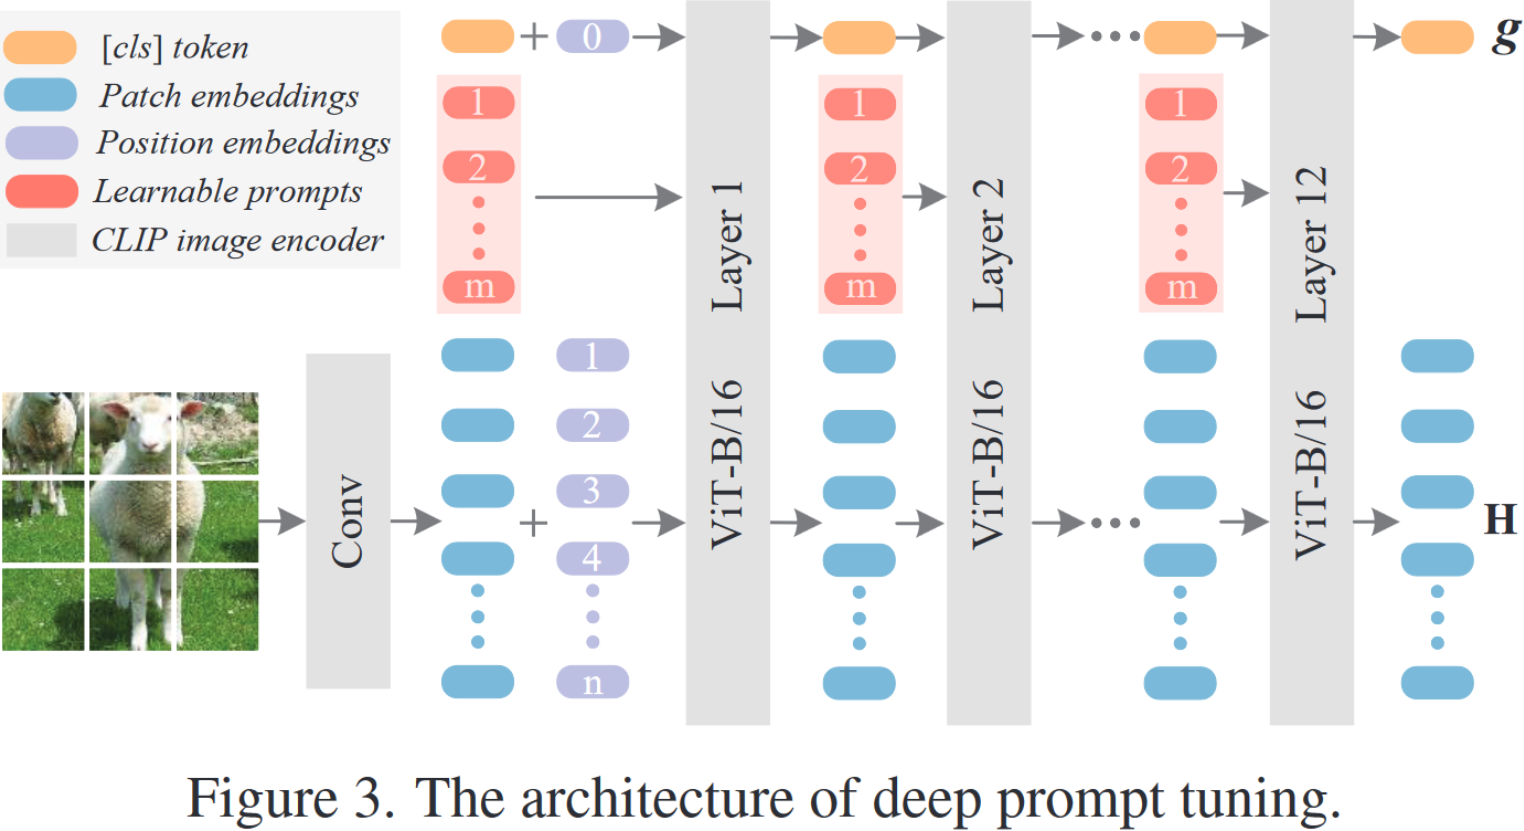 [cls] token
Patch embeddings
Position embeddings
Learnable prompts
CLIP image encoder
+ 0
g
1
2
m
1
2
m
1
2
m
Conv
1
2
3
+
4
n
ViT-B/16 Layer 1
ViT-B/16 Layer 2
ViT-B/16 Layer 12
H
Figure 3. The architecture of deep prompt tuning.